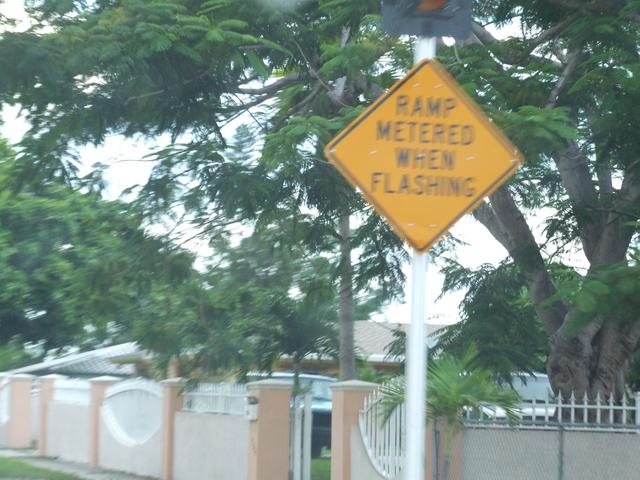 RAMP
METERED
WHEN
FLASHING